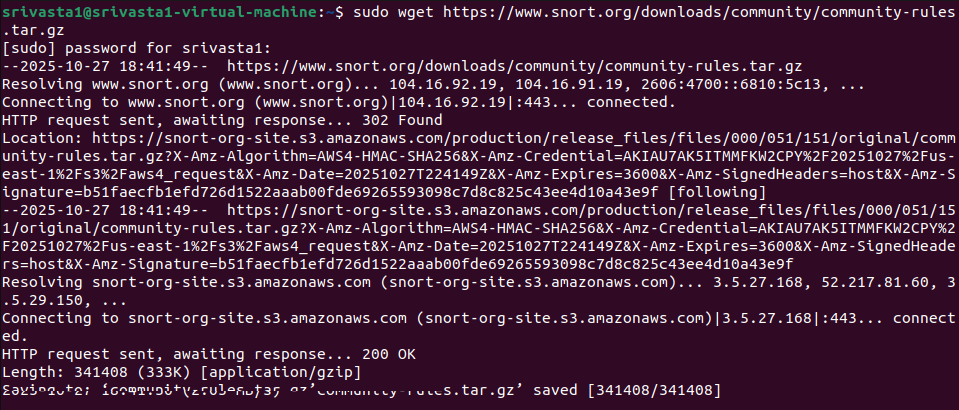 srivasta1@srivasta1-virtual-machine:~$ sudo wget https://www.snort.org/downloads/community/community-rules
.tar.gz
[sudo] password for srivasta1:
--2025-10-27 18:41:49--  https://www.snort.org/downloads/community/community-rules.tar.gz
Resolving www.snort.org (www.snort.org)... 104.16.92.19, 104.16.91.19, 2606:4700::6810:5c13, ...
Connecting to www.snort.org (www.snort.org)|104.16.92.19|:443... connected.
HTTP request sent, awaiting response... 302 Found
Location: https://snort-org-site.s3.amazonaws.com/production/release_files/files/000/051/151/original/comm
unity-rules.tar.gz?X-Amz-Algorithm=AWS4-HMAC-SHA256&X-Amz-Credential=AKIAU7AK5ITMMFKW2CPY%2F20251027%2Fus-
east-1%2Fs3%2Faws4_request&X-Amz-Date=20251027T224149Z&X-Amz-Expires=3600&X-Amz-SignedHeaders=host&X-Amz-S
ignature=b51faecfb1efd726d1522aaab00fde69265593098c7d8c825c43ee4d10a43e9f [following]
--2025-10-27 18:41:49--  https://snort-org-site.s3.amazonaws.com/production/release_files/files/000/051/15
1/original/community-rules.tar.gz?X-Amz-Algorithm=AWS4-HMAC-SHA256&X-Amz-Credential=AKIAU7AK5ITMMFKW2CPY%2
F20251027%2Fus-east-1%2Fs3%2Faws4_request&X-Amz-Date=20251027T224149Z&X-Amz-Expires=3600&X-Amz-SignedHeade
rs=host&X-Amz-Signature=b51faecfb1efd726d1522aaab00fde69265593098c7d8c825c43ee4d10a43e9f
Resolving snort-org-site.s3.amazonaws.com (snort-org-site.s3.amazonaws.com)... 3.5.27.168, 52.217.81.60, 3
.5.29.150, ...
Connecting to snort-org-site.s3.amazonaws.com (snort-org-site.s3.amazonaws.com)|3.5.27.168|:443... connect
ed.
HTTP request sent, awaiting response... 200 OK
Length: 341408 (333K) [application/gzip]
saved [341408/341408]